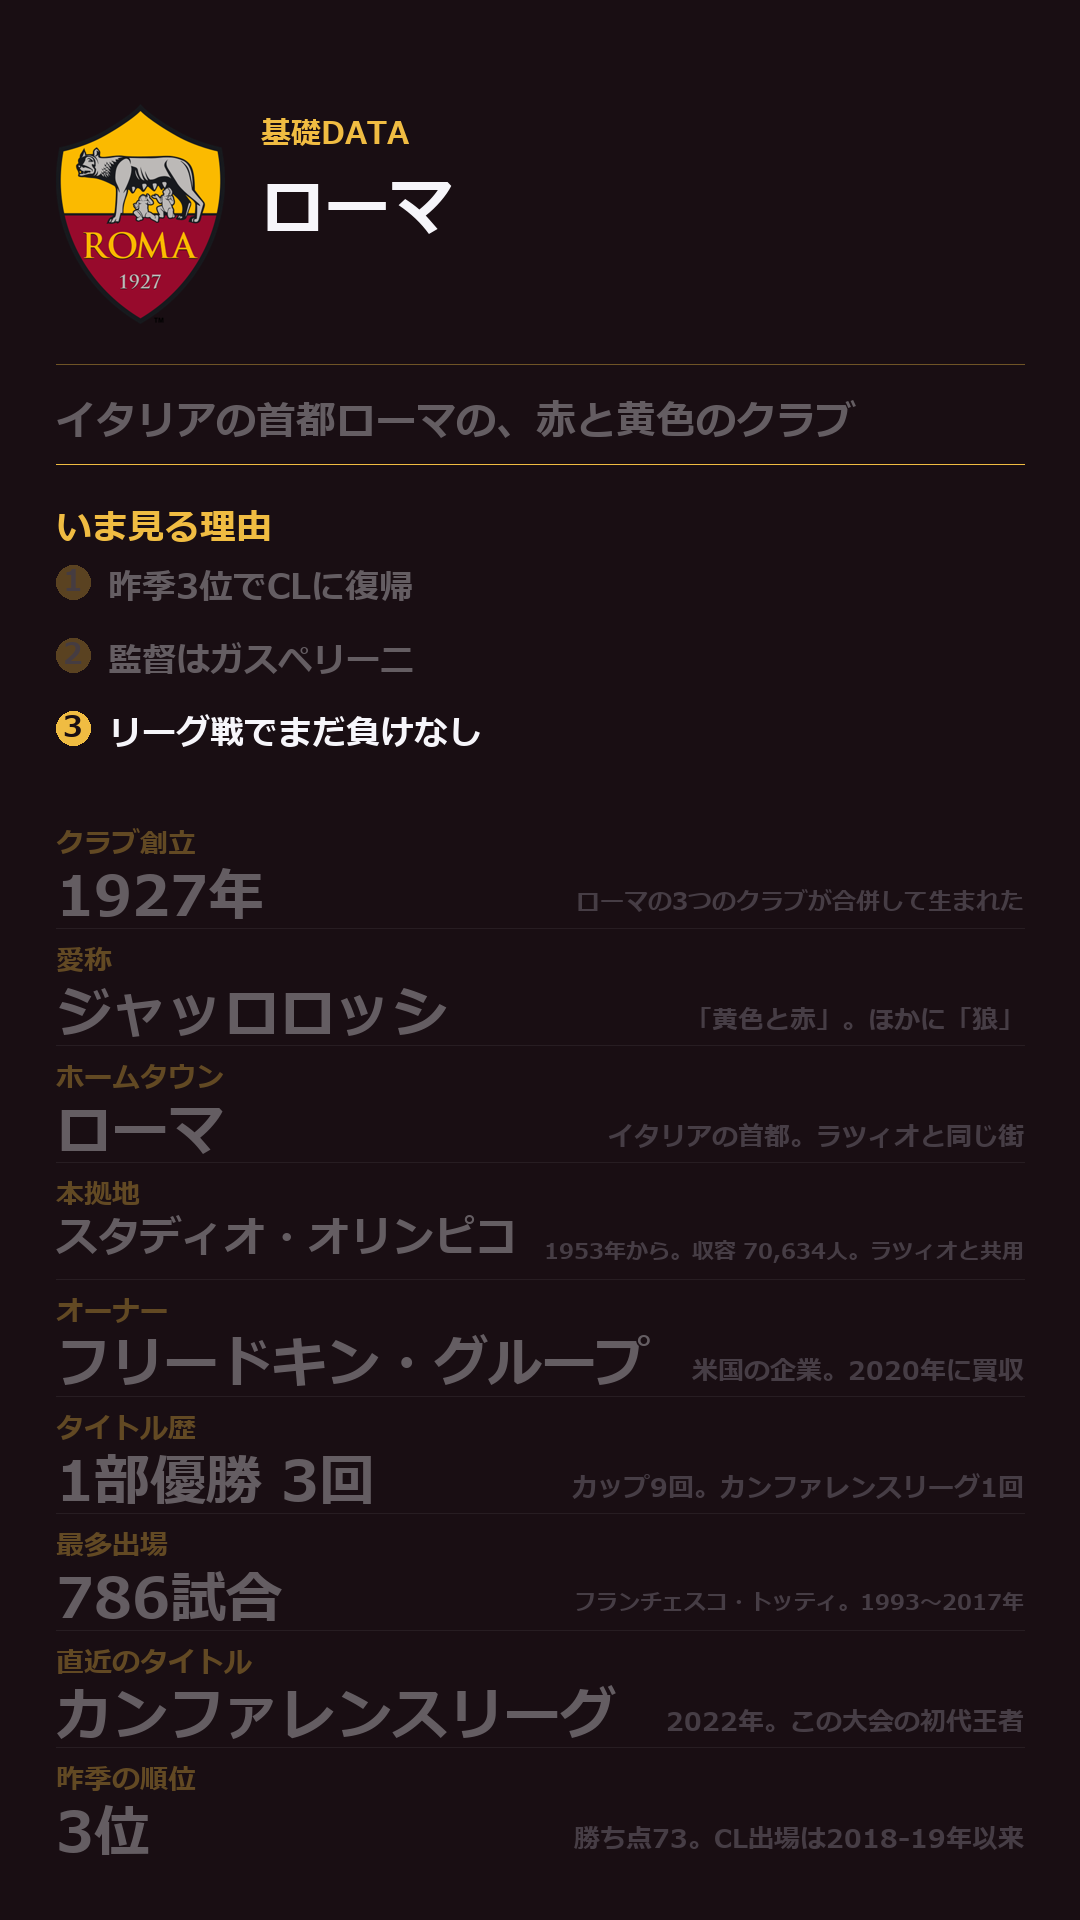 基礎DATA
ローマ
ROMA
1927
TM
イタリアの首都ローマの、赤と黄色のクラブ
いま見る理由
1 昨季3位でCLに復帰
2 監督はガスペリーニ
3 リーグ戦でまだ負けなし
クラブ創立
1927年 ローマの3つのクラブが合併して生まれた
愛称
ジャッロロッシ 「黄色と赤」。ほかに「狼」
ホームタウン
ローマ イタリアの首都。ラツィオと同じ街
本拠地
スタディオ・オリンピコ 1953年から。収容 70,634人。ラツィオと共用
オーナー
フリードキン・グループ 米国の企業。2020年に買収
タイトル歴
1部優勝 3回 カップ9回。カンファレンスリーグ1回
最多出場
786試合 フランチェスコ・トッティ。1993〜2017年
直近のタイトル
カンファレンスリーグ 2022年。この大会の初代王者
昨季の順位
3位 勝ち点73。CL出場は2018-19年以来